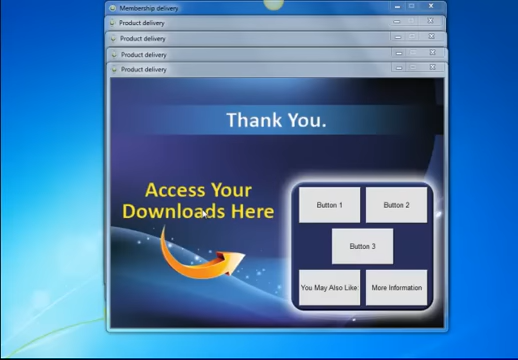 Membership delivery
Product delivery
Product delivery
Product delivery
Product delivery
Thank You.
Access Your
Downloads Here
Button 1
Button 2
Button 3
You May Also Like:
More Information